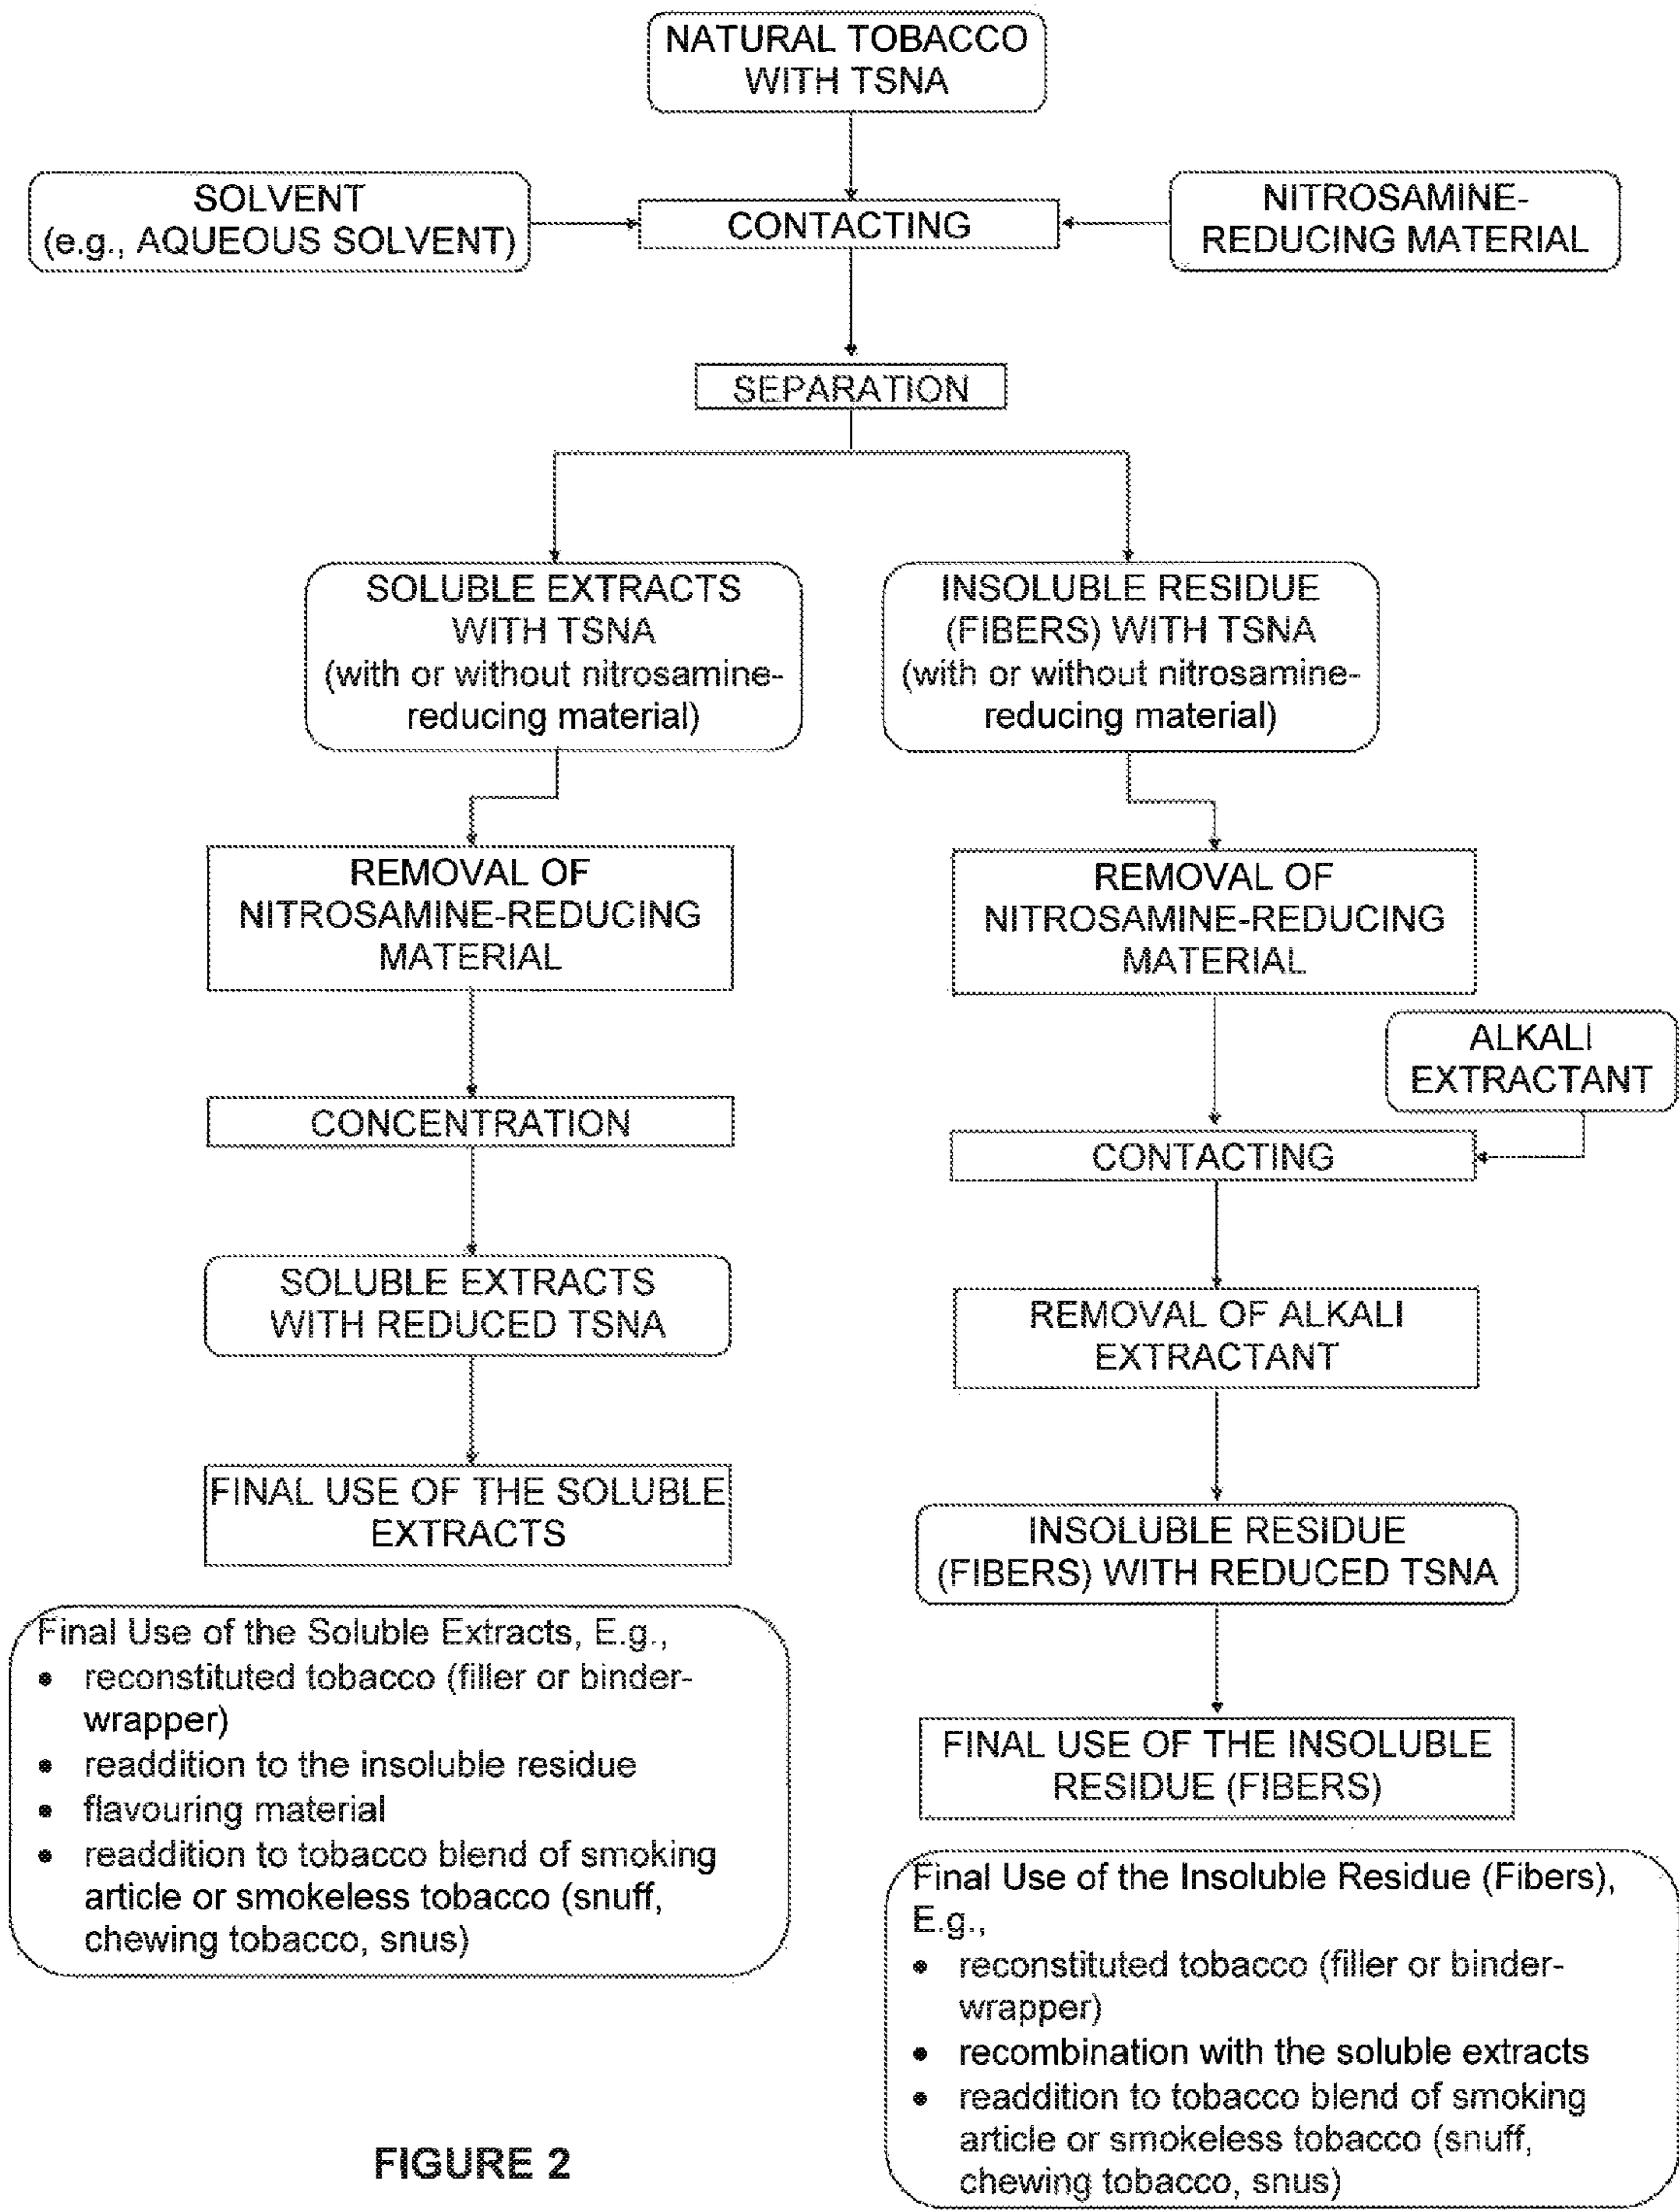 NATURAL TOBACCO
WITH TSNA
SOLVENT
(e.g., AQUEOUS SOLVENT)
CONTACTING
NITROSAMINE-
REDUCING MATERIAL
SEPARATION
SOLUBLE EXTRACTS
WITH TSNA
(with or without nitrosamine-
reducing material)
INSOLUBLE RESIDUE
(FIBERS) WITH TSNA
(with or without nitrosamine-
reducing material)
REMOVAL OF
NITROSAMINE-REDUCING
MATERIAL
REMOVAL OF
NITROSAMINE-REDUCING
MATERIAL
ALKALI
EXTRACTANT
CONCENTRATION
CONTACTING
SOLUBLE EXTRACTS
WITH REDUCED TSNA
REMOVAL OF ALKALI
EXTRACTANT
FINAL USE OF THE SOLUBLE
EXTRACTS
INSOLUBLE RESIDUE
(FIBERS) WITH REDUCED TSNA
Final Use of the Soluble Extracts, E.g.,
• reconstituted tobacco (filler or binder-
wrapper)
• readdition to the insoluble residue
• flavouring material
• readdition to tobacco blend of smoking
article or smokeless tobacco (snuff,
chewing tobacco, snus)
FINAL USE OF THE INSOLUBLE
RESIDUE (FIBERS)
Final Use of the Insoluble Residue (Fibers),
E.g.,
• reconstituted tobacco (filler or binder-
wrapper)
• recombination with the soluble extracts
• readdition to tobacco blend of smoking
article or smokeless tobacco (snuff,
chewing tobacco, snus)
FIGURE 2